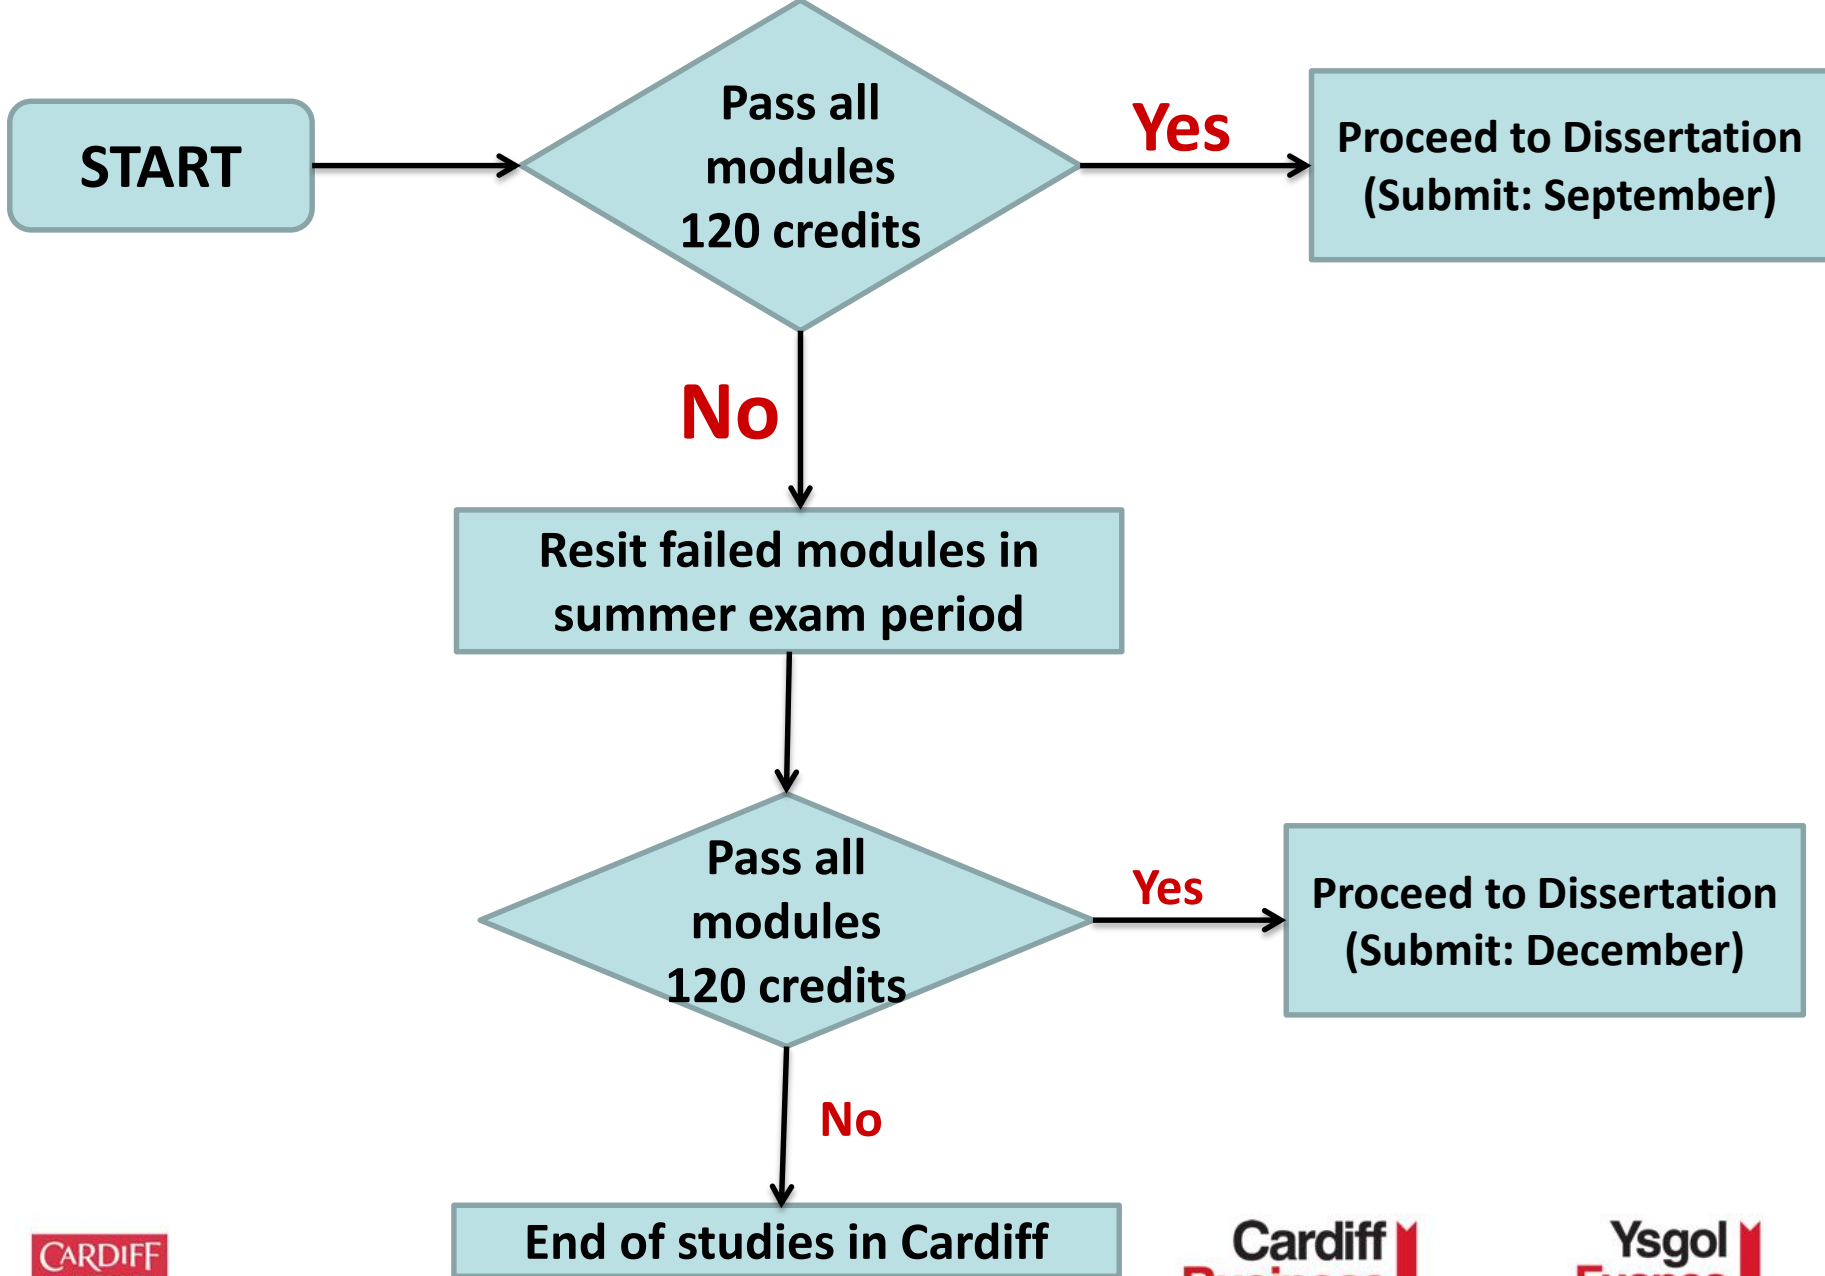 START
Pass all
modules
120 credits
Yes
Proceed to Dissertation
(Submit: September)
No
Resit failed modules in
summer exam period
Pass all
modules
120 credits
Yes
Proceed to Dissertation
(Submit: December)
No
End of studies in Cardiff
CARDIFF
Cardiff
Business
Ysgol